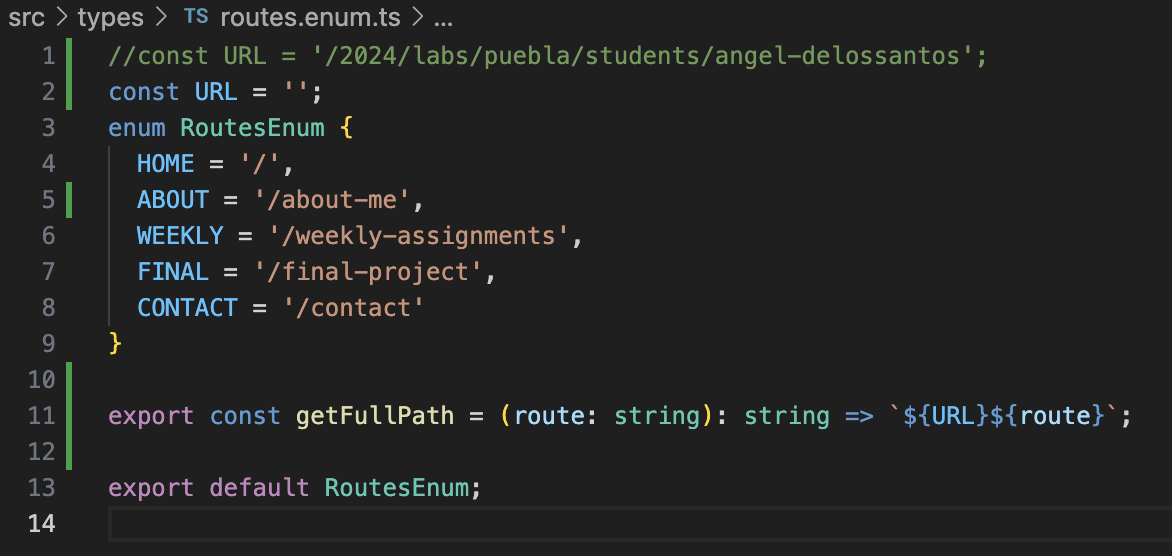 src > types > TS routes.enum.ts > ...
1 //const URL = '/2024/labs/puebla/students/angel-delossantos';
2 const URL = '';
3 enum RoutesEnum {
4 HOME = '/',
5 ABOUT = '/about-me',
6 WEEKLY = '/weekly-assignments',
7 FINAL = '/final-project',
8 CONTACT = '/contact'
9 }
10
11 export const getFullPath = (route: string): string => `${URL}${route}`;
12
13 export default RoutesEnum;
14